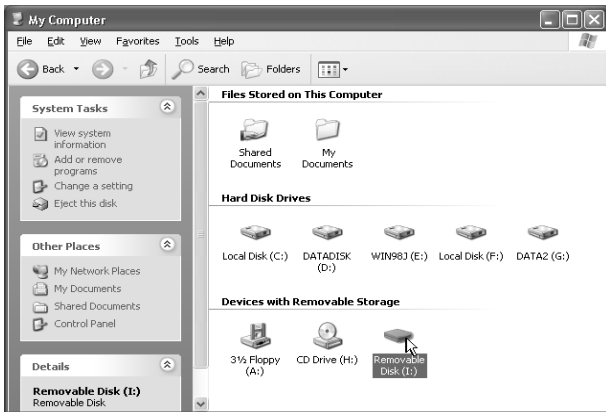 My Computer
File Edit View Favorites Tools Help
Back Search Folders
System Tasks
View system
information
Add or remove
programs
Change a setting
Eject this disk
Other Places
My Network Places
My Documents
Shared Documents
Control Panel
Details
Removable Disk (I:)
Removable Disk
Files Stored on This Computer
Shared
Documents
My
Documents
Hard Disk Drives
Local Disk (C:)
DATADISK
(D:)
WIN98J (E:)
Local Disk (F:)
DATA2 (G:)
Devices with Removable Storage
3½ Floppy
(A:)
CD Drive (H:)
Removable
Disk (I:)